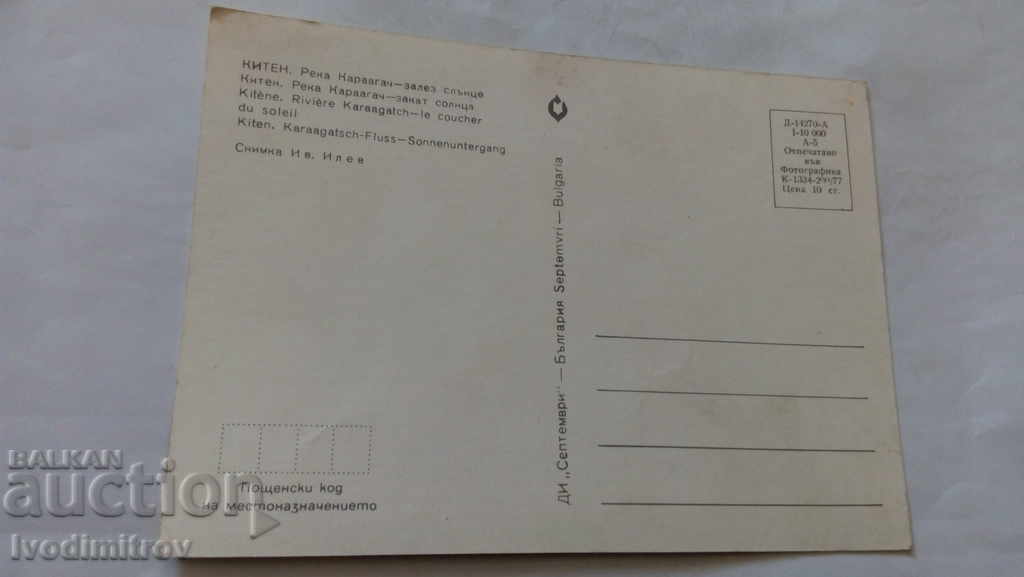 КИТЕН. Река Караагач—залез слънце
Китен. Река Караагач—закат солнца
Kitène. Rivière Karaagatch—le coucher
du soleil
Kiten. Karaagatsch-Fluss—Sonnenuntergang
Снимка Ив. Илев
ДИ „Септември" — България Septemvri — Bulgaria
Д-14270-А
I-10 000
А-5
Отпечатано
във
Фотографика
Цена 10 ст.
Пощенски код
на местоназначението
BALKAN
auction
Ivodimitrov